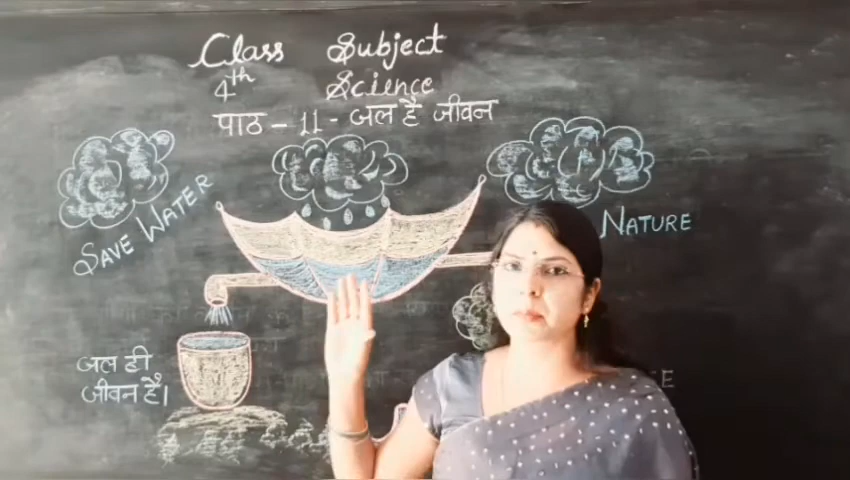 Class Subject
4th Science
पाठ - 11 - जल है जीवन
SAVE WATER
NATURE
जल ही
जीवन है।